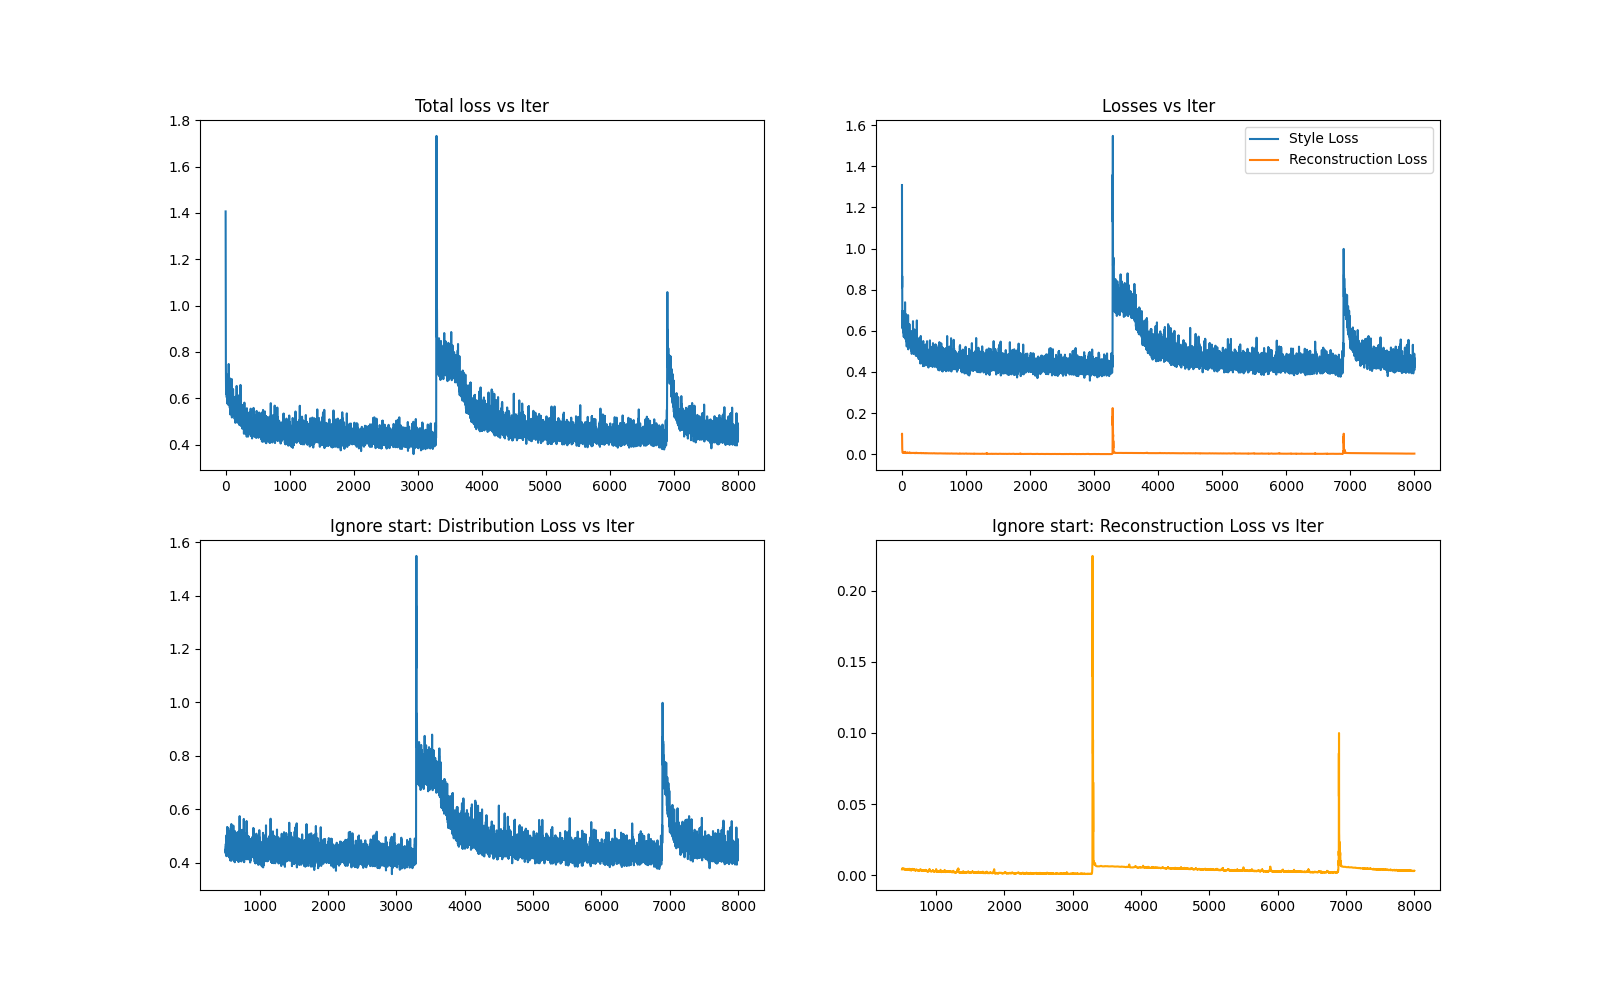 Total loss vs Iter
1.8
1.6
1.4
1.2
1.0
0.8
0.6
0.4
0 1000 2000 3000 4000 5000 6000 7000 8000
Losses vs Iter
Style Loss
Reconstruction Loss
1.6
1.4
1.2
1.0
0.8
0.6
0.4
0.2
0.0
0 1000 2000 3000 4000 5000 6000 7000 8000
Ignore start: Distribution Loss vs Iter
1.6
1.4
1.2
1.0
0.8
0.6
0.4
1000 2000 3000 4000 5000 6000 7000 8000
Ignore start: Reconstruction Loss vs Iter
0.20
0.15
0.10
0.05
0.00
1000 2000 3000 4000 5000 6000 7000 8000